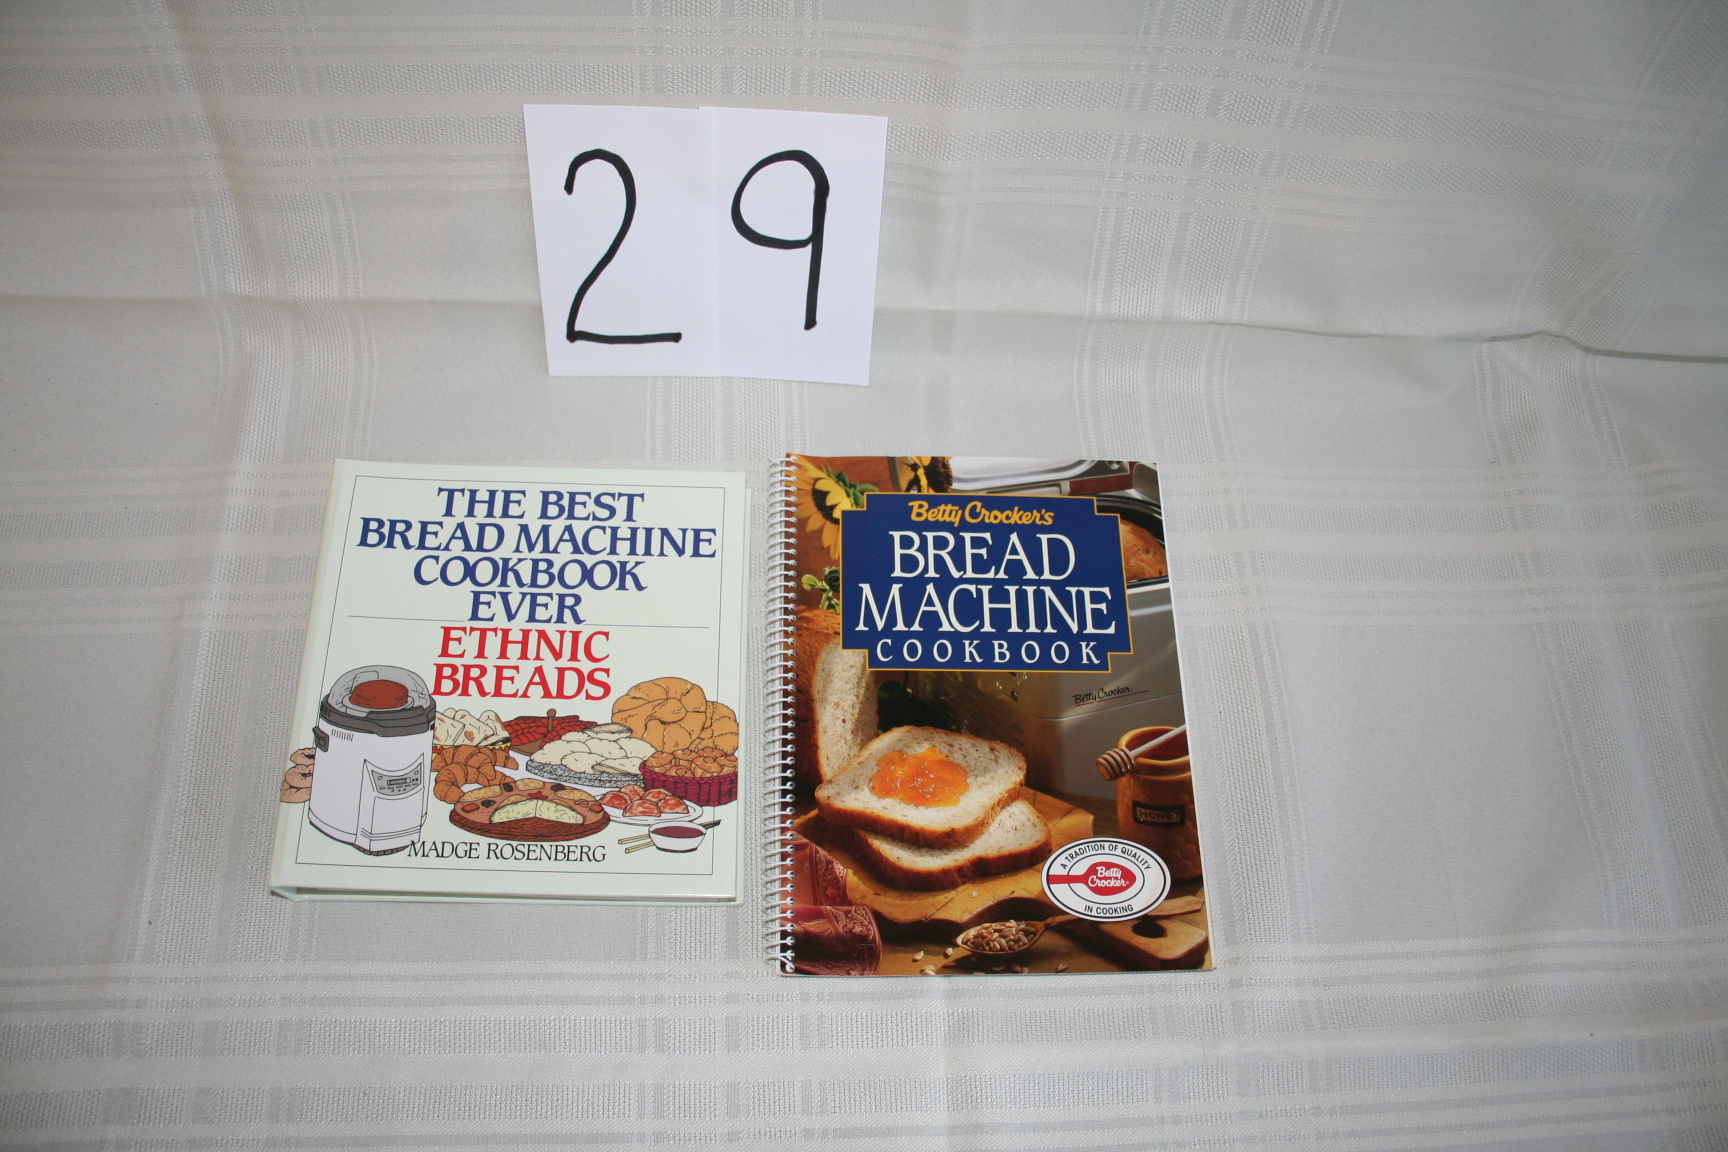 29
THE BEST
BREAD MACHINE
COOKBOOK
EVER
ETHNIC
BREADS
MADGE ROSENBERG
Betty Crocker's
BREAD
MACHINE
COOKBOOK
Betty Crocker
HONEY
A TRADITION OF QUALITY
Betty
Crocker®
IN COOKING